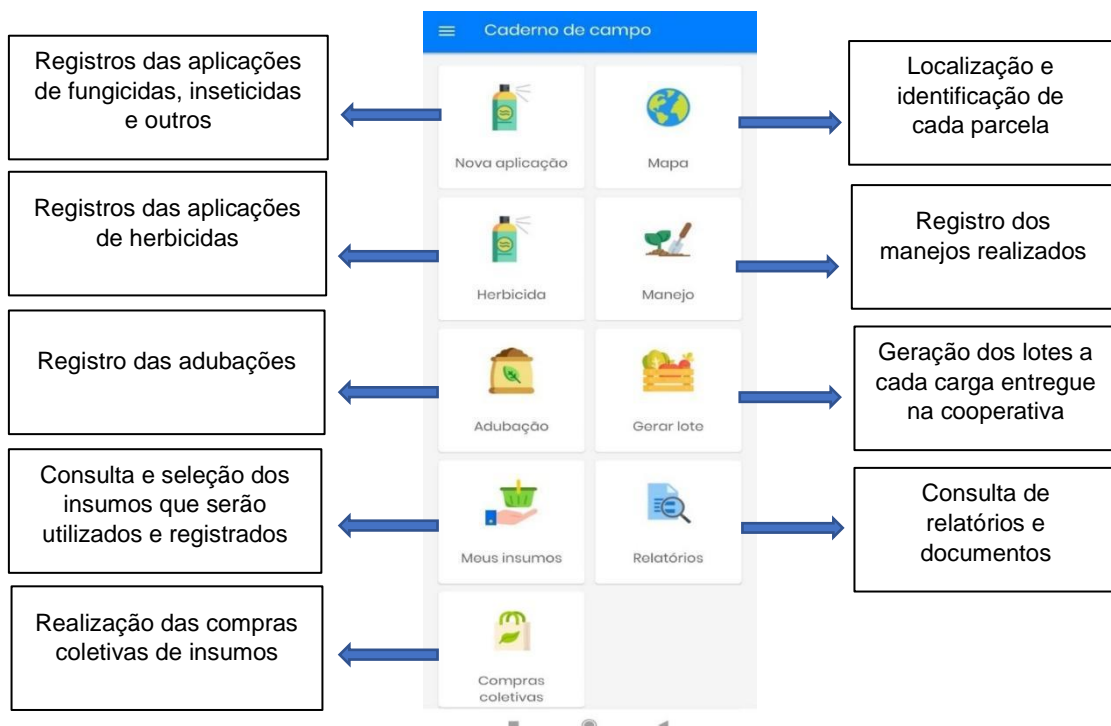 Caderno de campo
Registros das aplicações
de fungicidas, inseticidas
e outros
Nova aplicação
Mapa
Localização e
identificação de
cada parcela
Registros das aplicações
de herbicidas
Herbicida
Manejo
Registro dos
manejos realizados
Registro das adubações
Adubação
Gerar lote
Geração dos lotes a
cada carga entregue
na cooperativa
Consulta e seleção dos
insumos que serão
utilizados e registrados
Meus insumos
Relatórios
Consulta de
relatórios e
documentos
Realização das compras
coletivas de insumos
Compras
coletivas